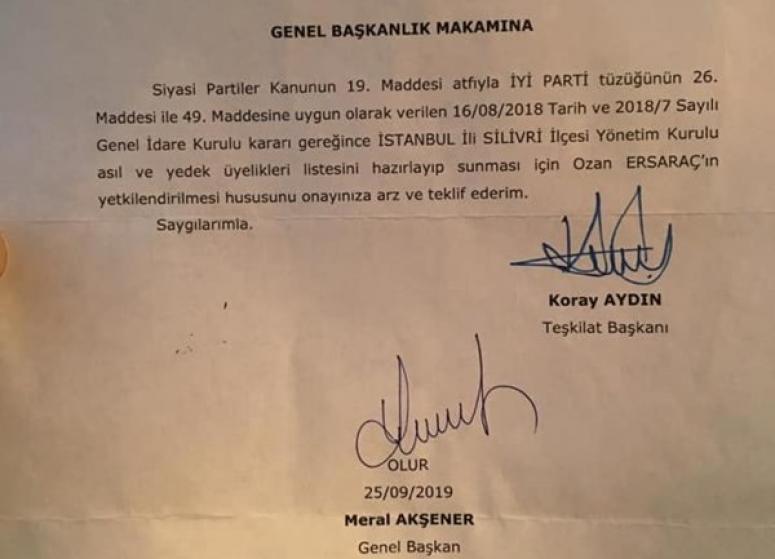 GENEL BAŞKANLIK MAKAMINA
Siyasi Partiler Kanunun 19. Maddesi atfıyla İYİ PARTİ tüzüğünün 26.
Maddesi ile 49. Maddesine uygun olarak verilen 16/08/2018 Tarih ve 2018/7 Sayılı
Genel İdare Kurulu kararı gereğince İSTANBUL İli SİLİVRİ İlçesi Yönetim Kurulu
asıl ve yedek üyelikleri listesini hazırlayıp sunması için Ozan ERSARAÇ’ın
yetkilendirilmesi hususunu onayınıza arz ve teklif ederim.
Saygılarımla.
Koray AYDIN
Teşkilat Başkanı
OLUR
25/09/2019
Meral AKŞENER
Genel Başkan